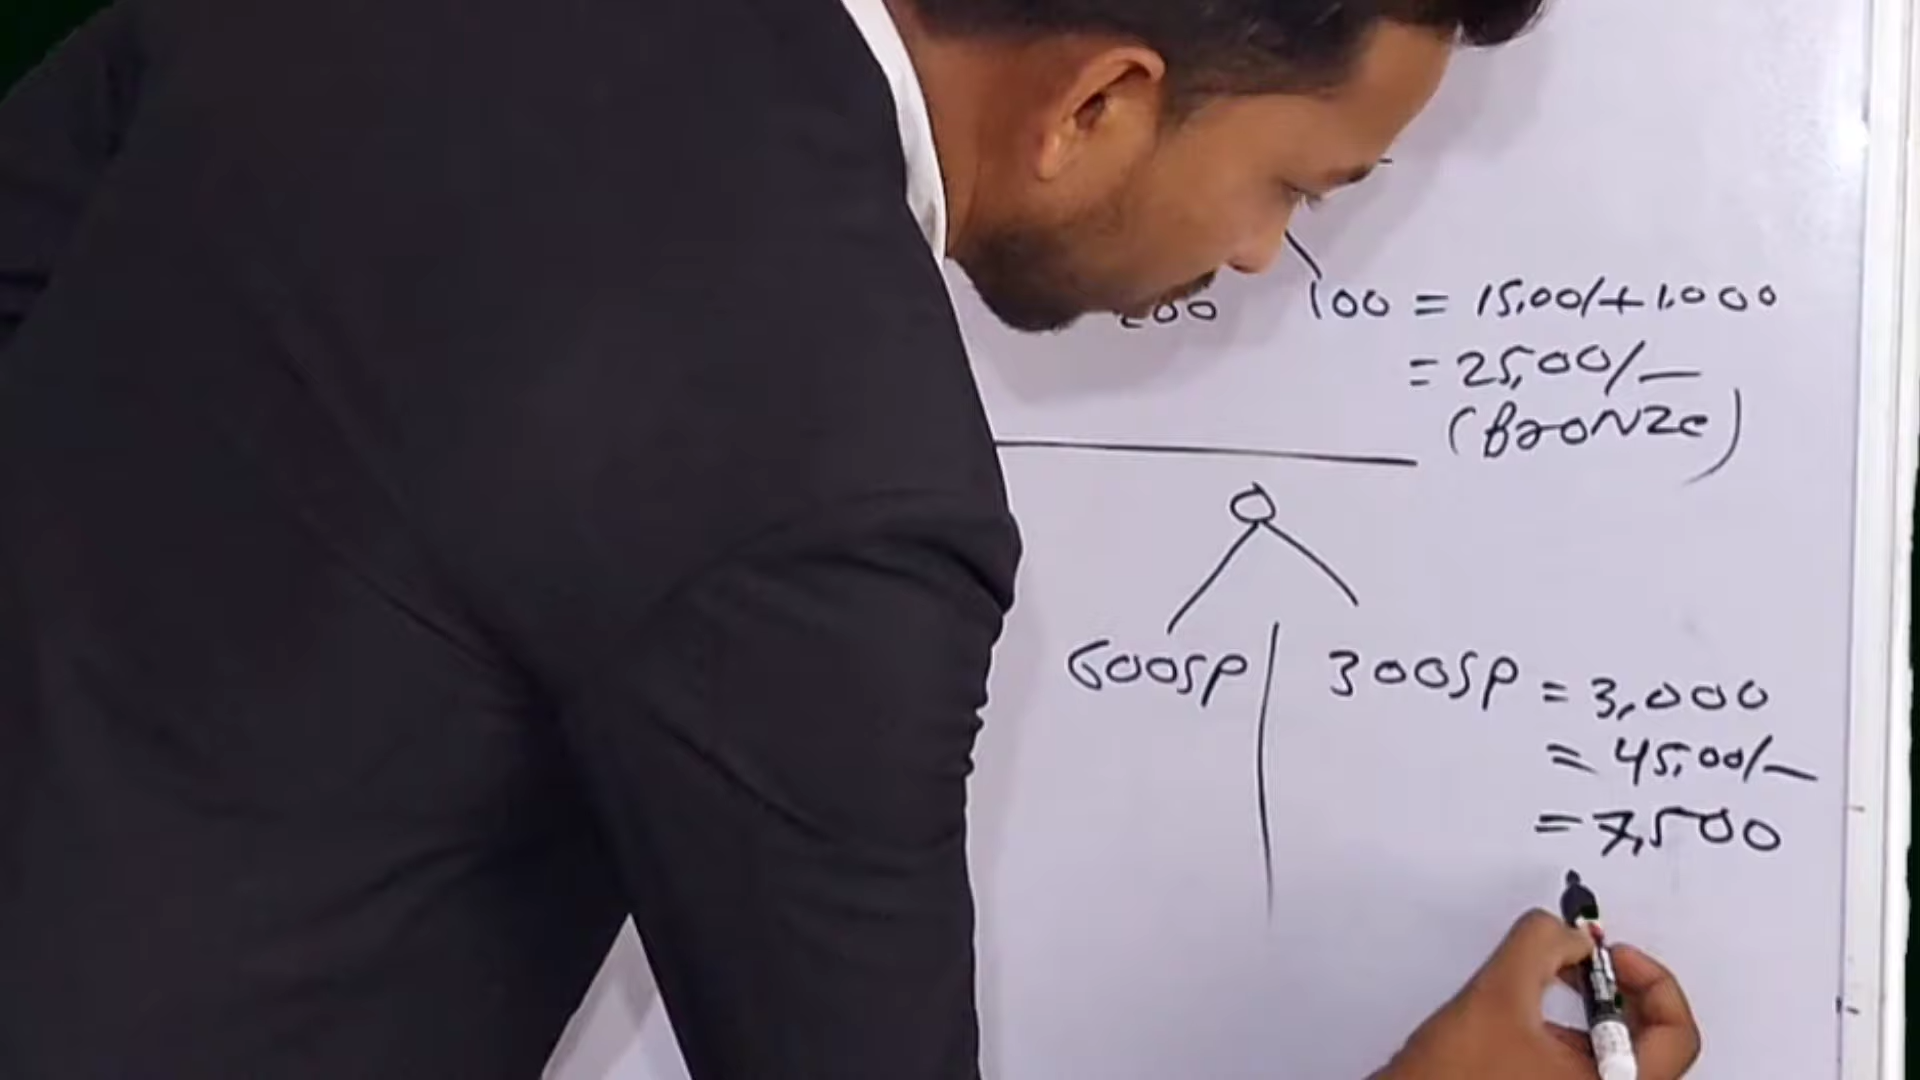 200 100 = 15,00/+1,000
= 25,00/-
(BRONZe)
600SP 300SP = 3,000
= 45,00/-
= 7,500